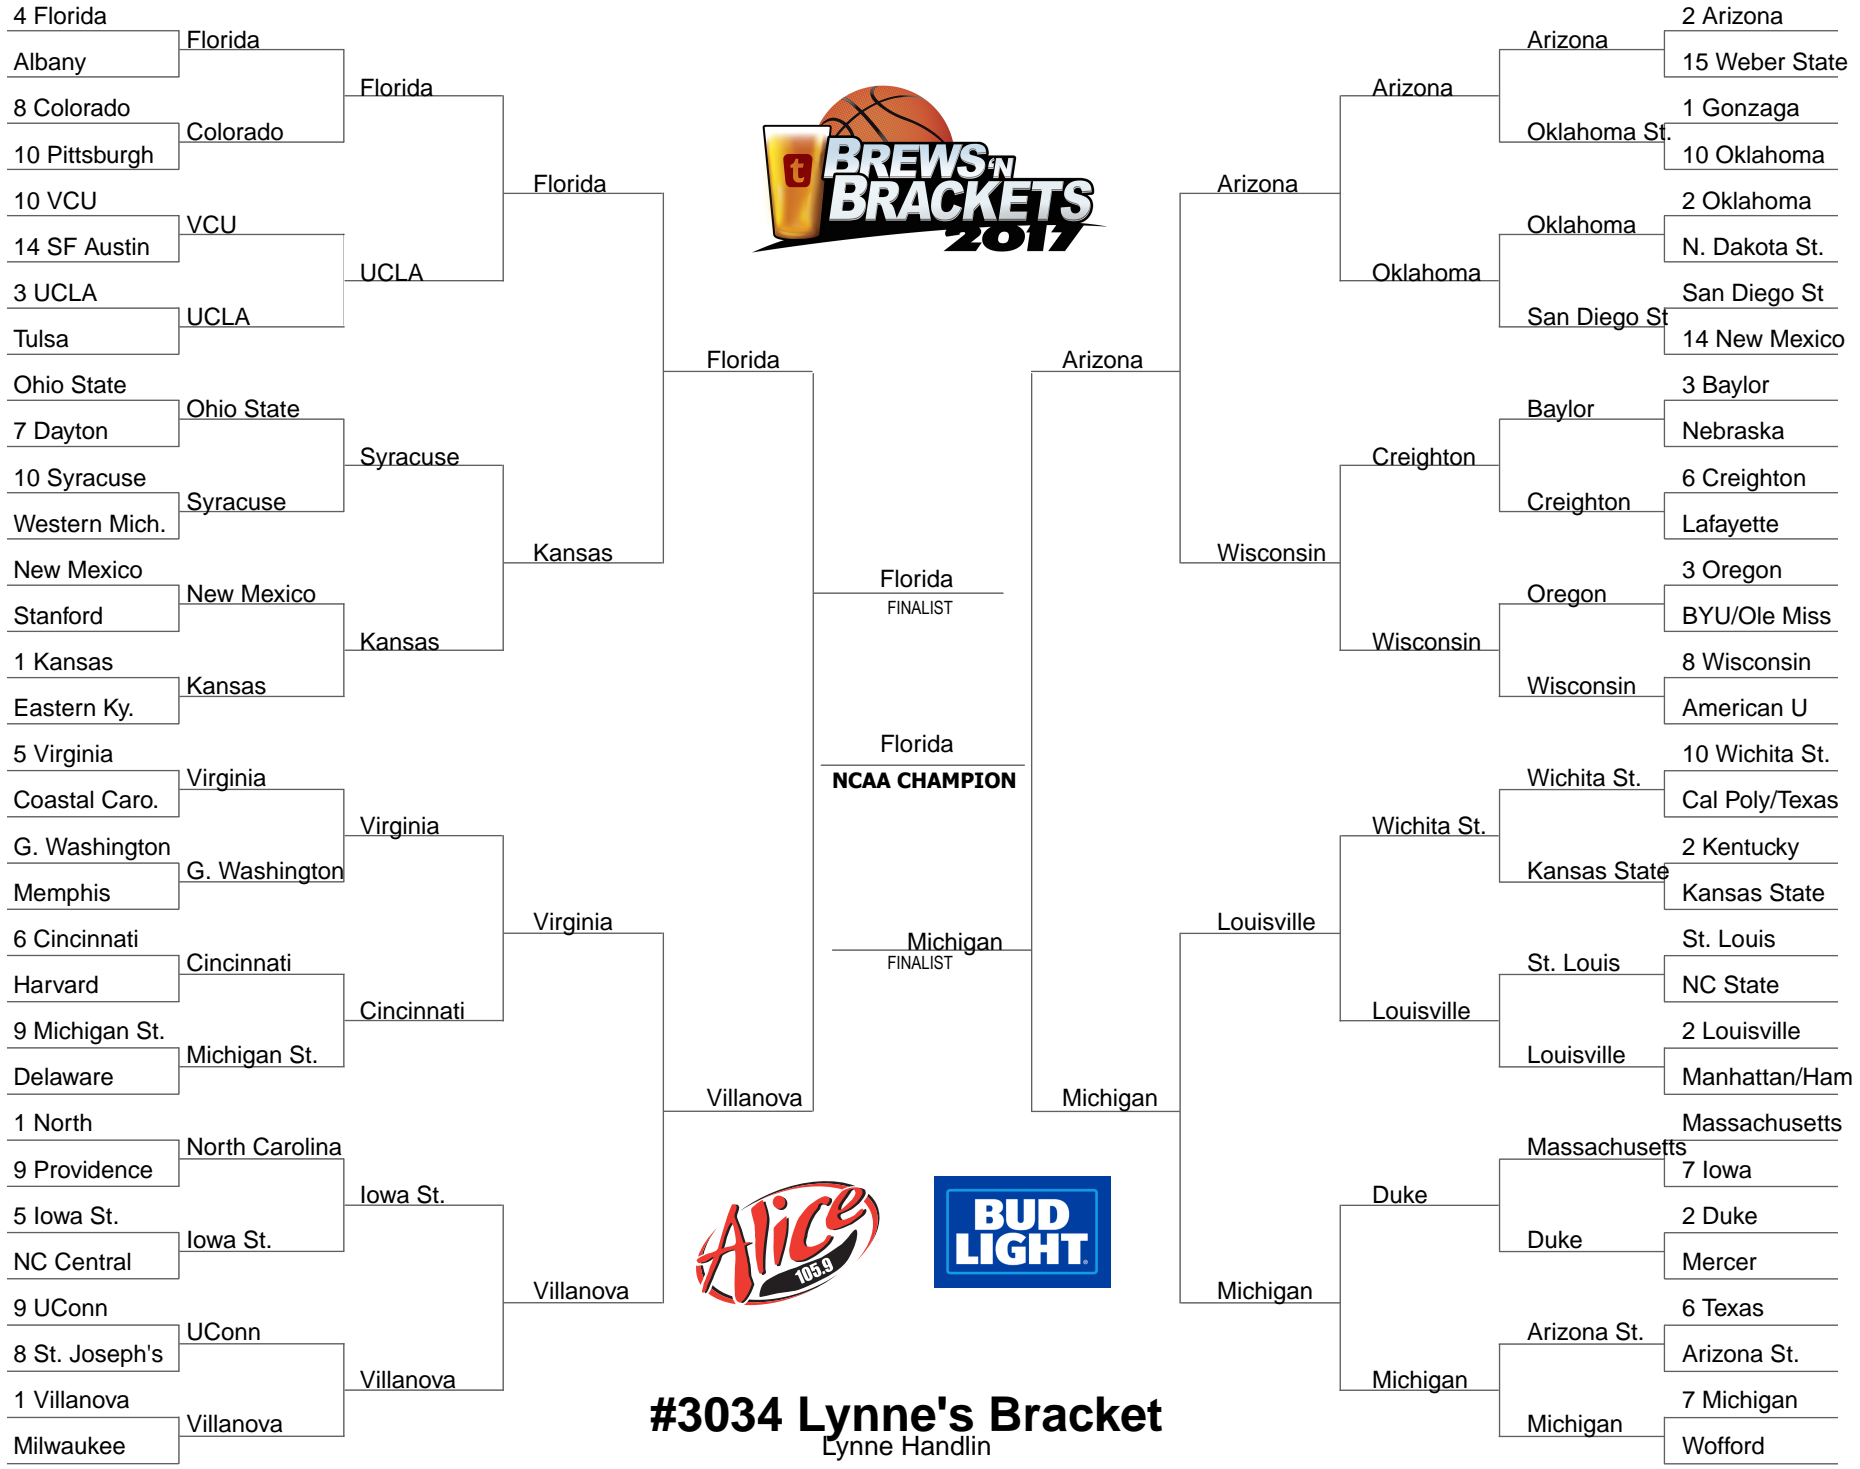 4 Florida
Albany
8 Colorado
10 Pittsburgh
10 VCU
14 SF Austin
3 UCLA
Tulsa
Ohio State
7 Dayton
10 Syracuse
Western Mich.
New Mexico
Stanford
1 Kansas
Eastern Ky.
5 Virginia
Coastal Caro.
G. Washington
Memphis
6 Cincinnati
Harvard
9 Michigan St.
Delaware
1 North
9 Providence
5 Iowa St.
NC Central
9 UConn
8 St. Joseph's
1 Villanova
Milwaukee
Florida
Colorado
VCU
UCLA
Ohio State
Syracuse
New Mexico
Kansas
Virginia
G. Washington
Cincinnati
Michigan St.
North Carolina
Iowa St.
UConn
Villanova
Florida
UCLA
Syracuse
Kansas
Virginia
Cincinnati
Iowa St.
Villanova
Florida
Kansas
Virginia
Villanova
Florida
Villanova
t
BREWS 'N
BRACKETS
2017
Florida
FINALIST
Florida
NCAA CHAMPION
Michigan
FINALIST
Alice
105.9
BUD
LIGHT
#3034 Lynne's Bracket
Lynne Handlin
Arizona
Michigan
Arizona
Wisconsin
Louisville
Michigan
Arizona
Oklahoma
Creighton
Wisconsin
Wichita St.
Louisville
Duke
Michigan
Arizona
Oklahoma St.
Oklahoma
San Diego St
Baylor
Creighton
Oregon
Wisconsin
Wichita St.
Kansas State
St. Louis
Louisville
Massachusetts
Duke
Arizona St.
Michigan
2 Arizona
15 Weber State
1 Gonzaga
10 Oklahoma
2 Oklahoma
N. Dakota St.
San Diego St
14 New Mexico
3 Baylor
Nebraska
6 Creighton
Lafayette
3 Oregon
BYU/Ole Miss
8 Wisconsin
American U
10 Wichita St.
Cal Poly/Texas
2 Kentucky
Kansas State
St. Louis
NC State
2 Louisville
Manhattan/Ham
Massachusetts
7 Iowa
2 Duke
Mercer
6 Texas
Arizona St.
7 Michigan
Wofford